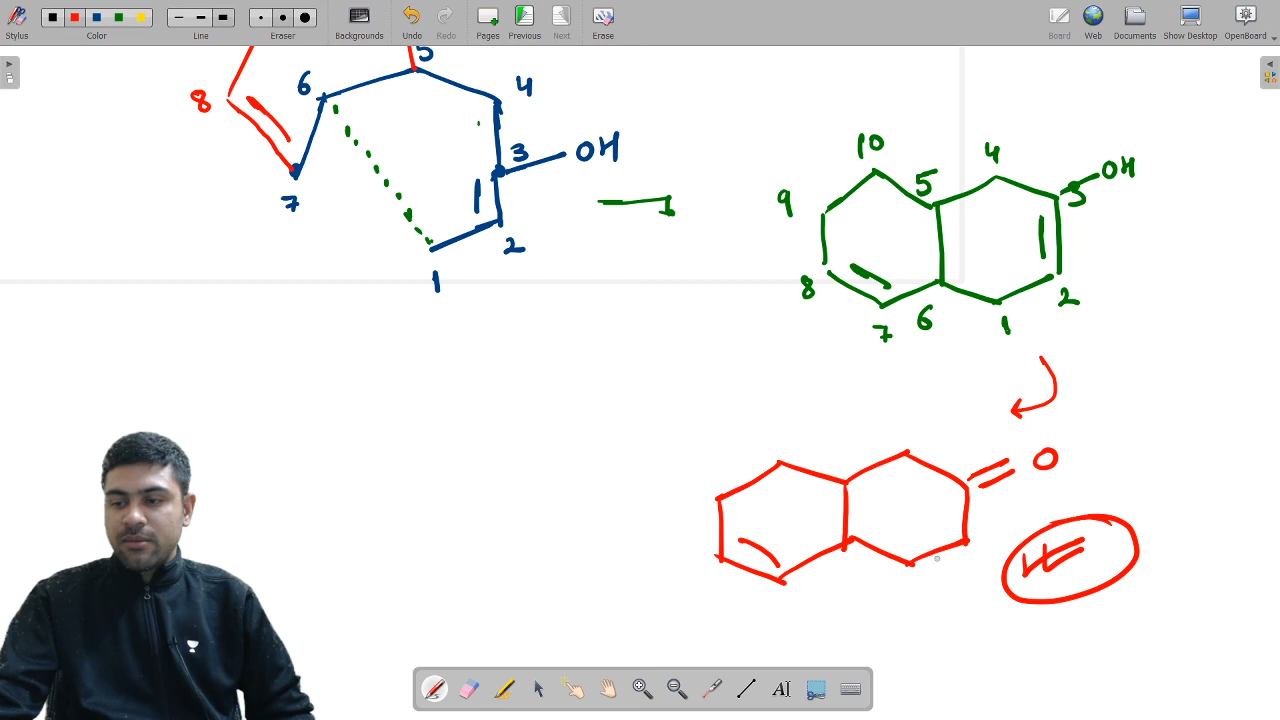 Stylus
Color
Line
Eraser
Backgrounds
Undo
Redo
Pages
Previous
Next
Erase
Board
Web
Documents
Show Desktop
OpenBoard
5
6
4
8
3
OH
7
2
1
10
4
5
OH
9
3
8
2
6
1
7
O